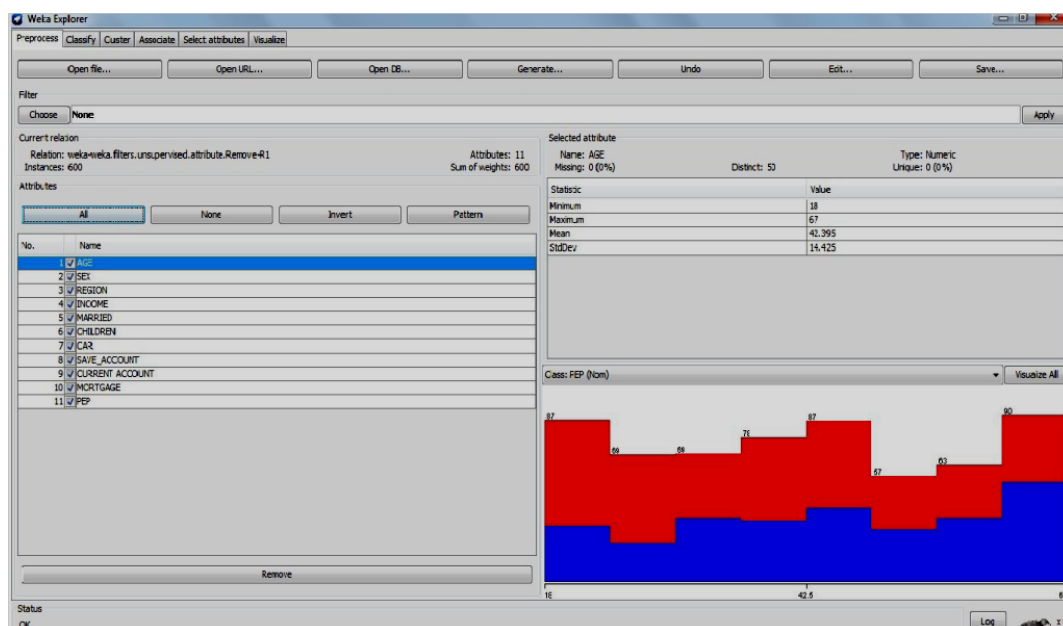 Weka Explorer
Preprocess Classify Custer Associate Select attributes Visualize
Open file... Open URL... Open DB... Generate... Undo Edit... Save...
Filter
Choose None Apply
Current relation
Relation: weka-weka.filters.unsupervised.attribute.Remove-R1 Attributes: 11
Instances: 600 Sum of weights: 600
Attributes
All None Invert Pattern
No. Name
1 AGE
2 SEX
3 REGION
4 INCOME
5 MARRIED
6 CHILDREN
7 CAR
8 SAVE_ACCOUNT
9 CURRENT ACCOUNT
10 MORTGAGE
11 PEP
Remove
Selected attribute
Name: AGE Type: Numeric
Missing: 0 (0%) Distinct: 50 Unique: 0 (0%)
Statistic Value
Minimum 18
Maximum 67
Mean 42.395
StdDev 14.425
Class: PEP (Nom) Visualize All
87 69 69 78 87 57 63 90
18 42.5
Status
OK
Log